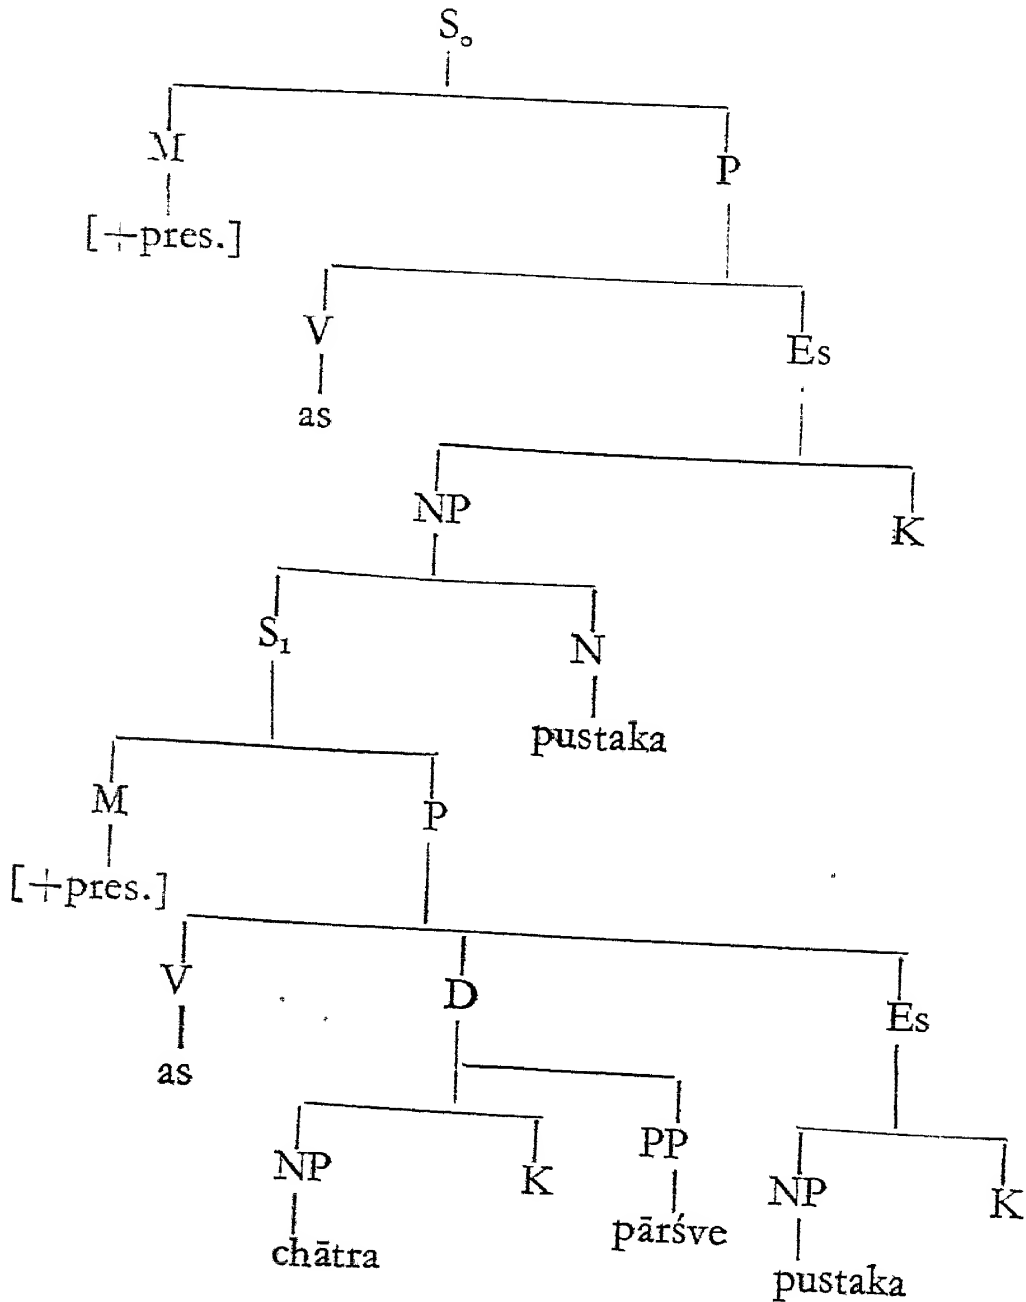 S₀
M P
[+pres.]
V Es
as
NP K
S₁ N
pustaka
M P
[+pres.]
V D Es
as
NP K PP NP K
chātra pārśve pustaka